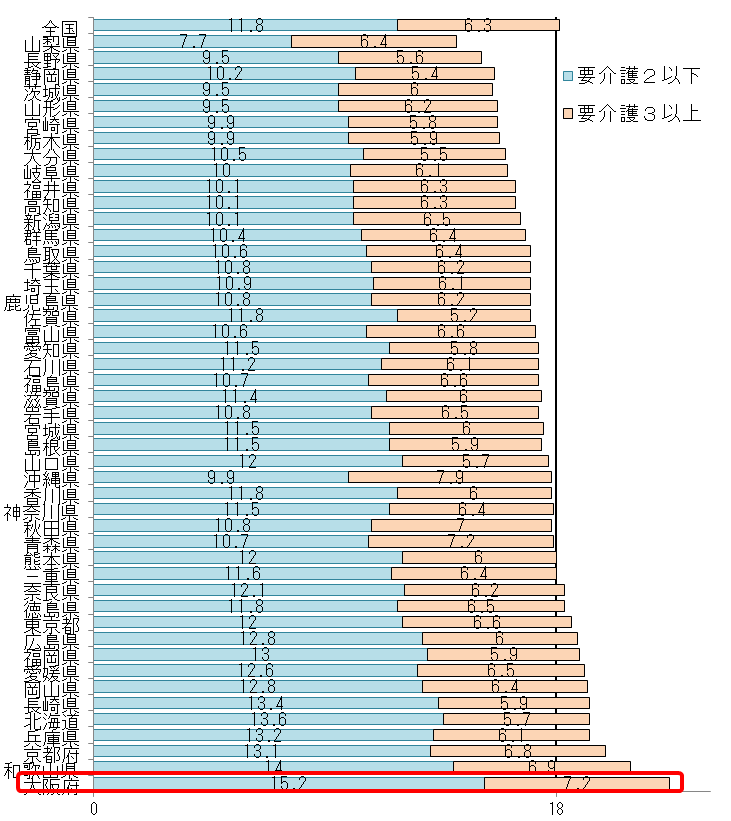 全国 11.8 6.3
山梨県 7.7 6.4
長野県 9.5 5.6
要介護２以下
静岡県 10.2 5.4
茨城県 9.5 6
山形県 9.5 6.2
要介護３以上
宮崎県 9.9 5.8
栃木県 9.9 5.9
大分県 10.5 5.5
岐阜県 10 6.1
福井県 10.1 6.3
高知県 10.1 6.3
新潟県 10.1 6.5
群馬県 10.4 6.4
鳥取県 10.6 6.4
千葉県 10.8 6.2
埼玉県 10.9 6.1
鹿児島県 10.8 6.2
佐賀県 11.8 5.2
富山県 10.6 6.6
愛知県 11.5 5.8
石川県 11.2 6.1
福島県 10.7 6.6
滋賀県 11.4 6
岩手県 10.8 6.5
宮城県 11.5 6
島根県 11.5 5.9
山口県 12 5.7
沖縄県 9.9 7.9
香川県 11.8 6
神奈川県 11.5 6.4
秋田県 10.8 7
青森県 10.7 7.2
熊本県 12 6
三重県 11.6 6.4
奈良県 12.1 6.2
徳島県 11.8 6.5
東京都 12 6.6
広島県 12.8 6
福岡県 13 5.9
愛媛県 12.6 6.5
岡山県 12.8 6.4
長崎県 13.4 5.9
北海道 13.6 5.7
兵庫県 13.2 6.1
京都府 13.1 6.8
和歌山県 14 6.9
大阪府 15.2 7.2
0 18